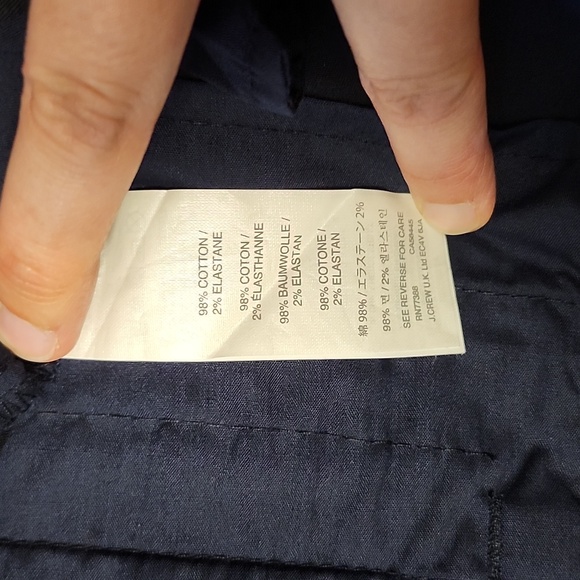 98% COTTON /
2% ELASTANE
98% COTON /
2% ÉLASTHANNE
98% BAUMWOLLE /
2% ELASTAN
98% COTONE /
2% ELASTAN
綿 98% / エラステーン 2%
98% 면 / 2% 엘라스테인
SEE REVERSE FOR CARE
RN77388 CA58445
J.CREW U.K. Ltd EC4V 6JA